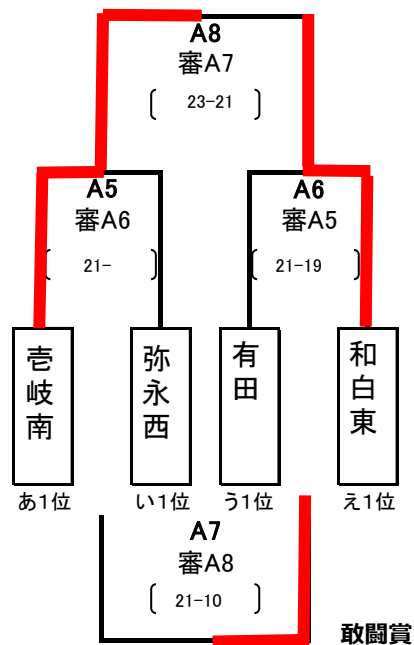 A8
審A7
〔 23-21 〕
A5
審A6
〔 21- 〕
A6
審A5
〔 21-19 〕
壱岐南
弥永西
有田
和白東
あ1位
い1位
う1位
え1位
A7
審A8
〔 21-10 〕
敢闘賞